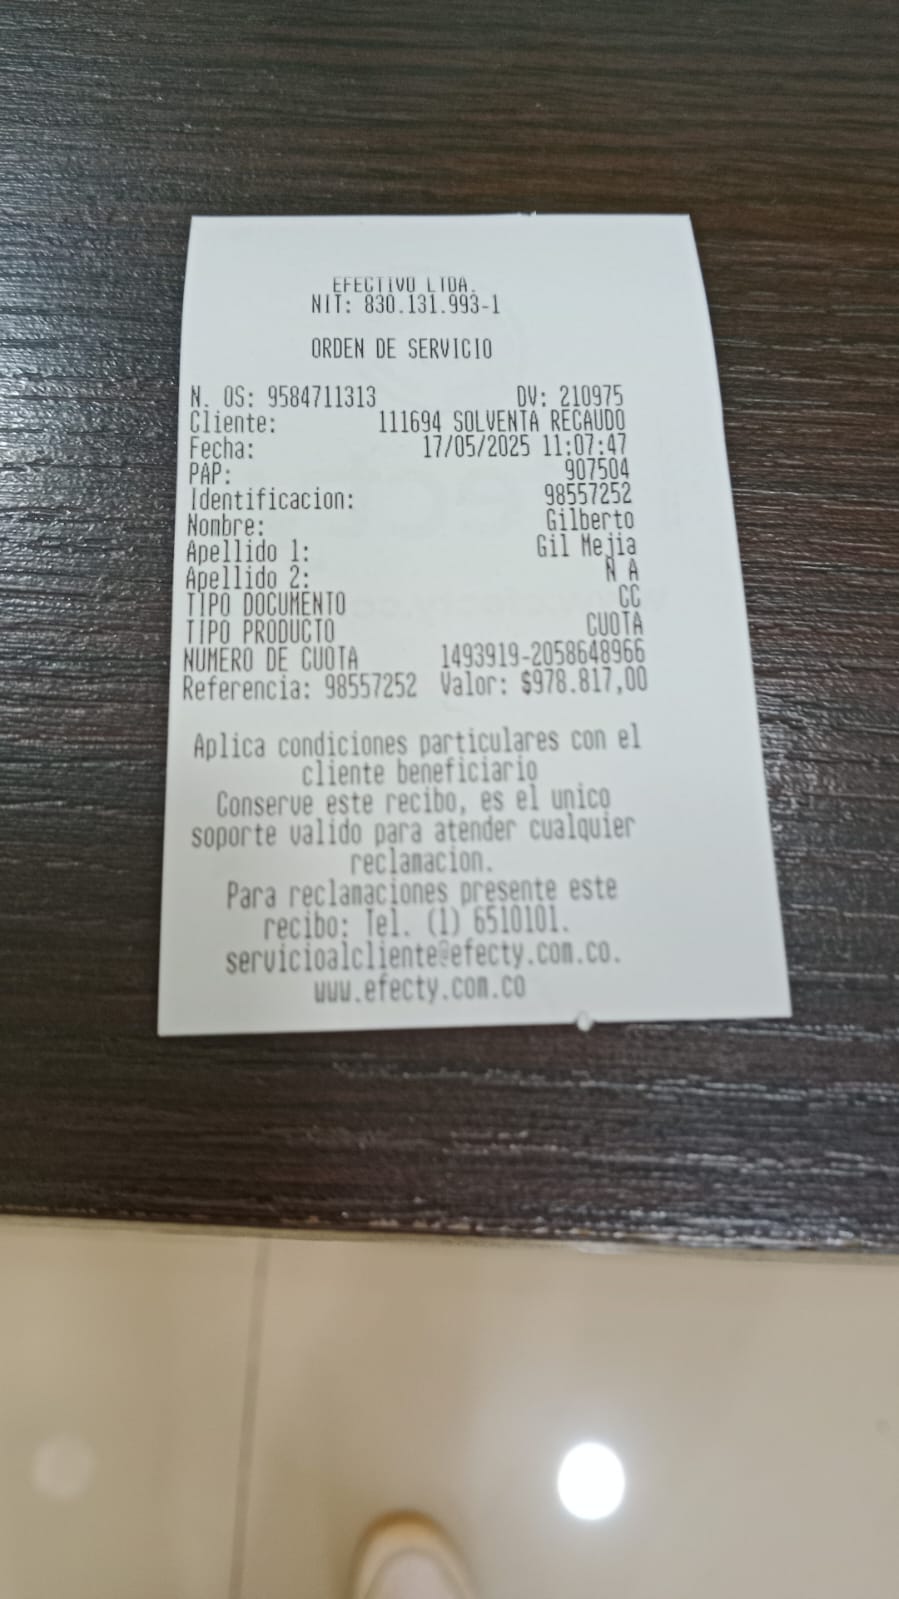 EFECTIVO LTDA.
NIT: 830.131.993-1
ORDEN DE SERVICIO
N. OS: 9584711313 DV: 210975
Cliente: 111694 SOLVENTA RECAUDO
Fecha: 17/05/2025 11:07:47
PAP: 907504
Identificacion: 98557252
Nombre: Gilberto
Apellido 1: Gil Mejia
Apellido 2: N A
TIPO DOCUMENTO CC
TIPO PRODUCTO CUOTA
NUMERO DE CUOTA 1493919-2058648966
Referencia: 98557252 Valor: $978.817,00
Aplica condiciones particulares con el
cliente beneficiario
Conserve este recibo, es el unico
soporte valido para atender cualquier
reclamacion.
Para reclamaciones presente este
recibo: Tel. (1) 6510101.
servicioalcliente@efecty.com.co.
www.efecty.com.co